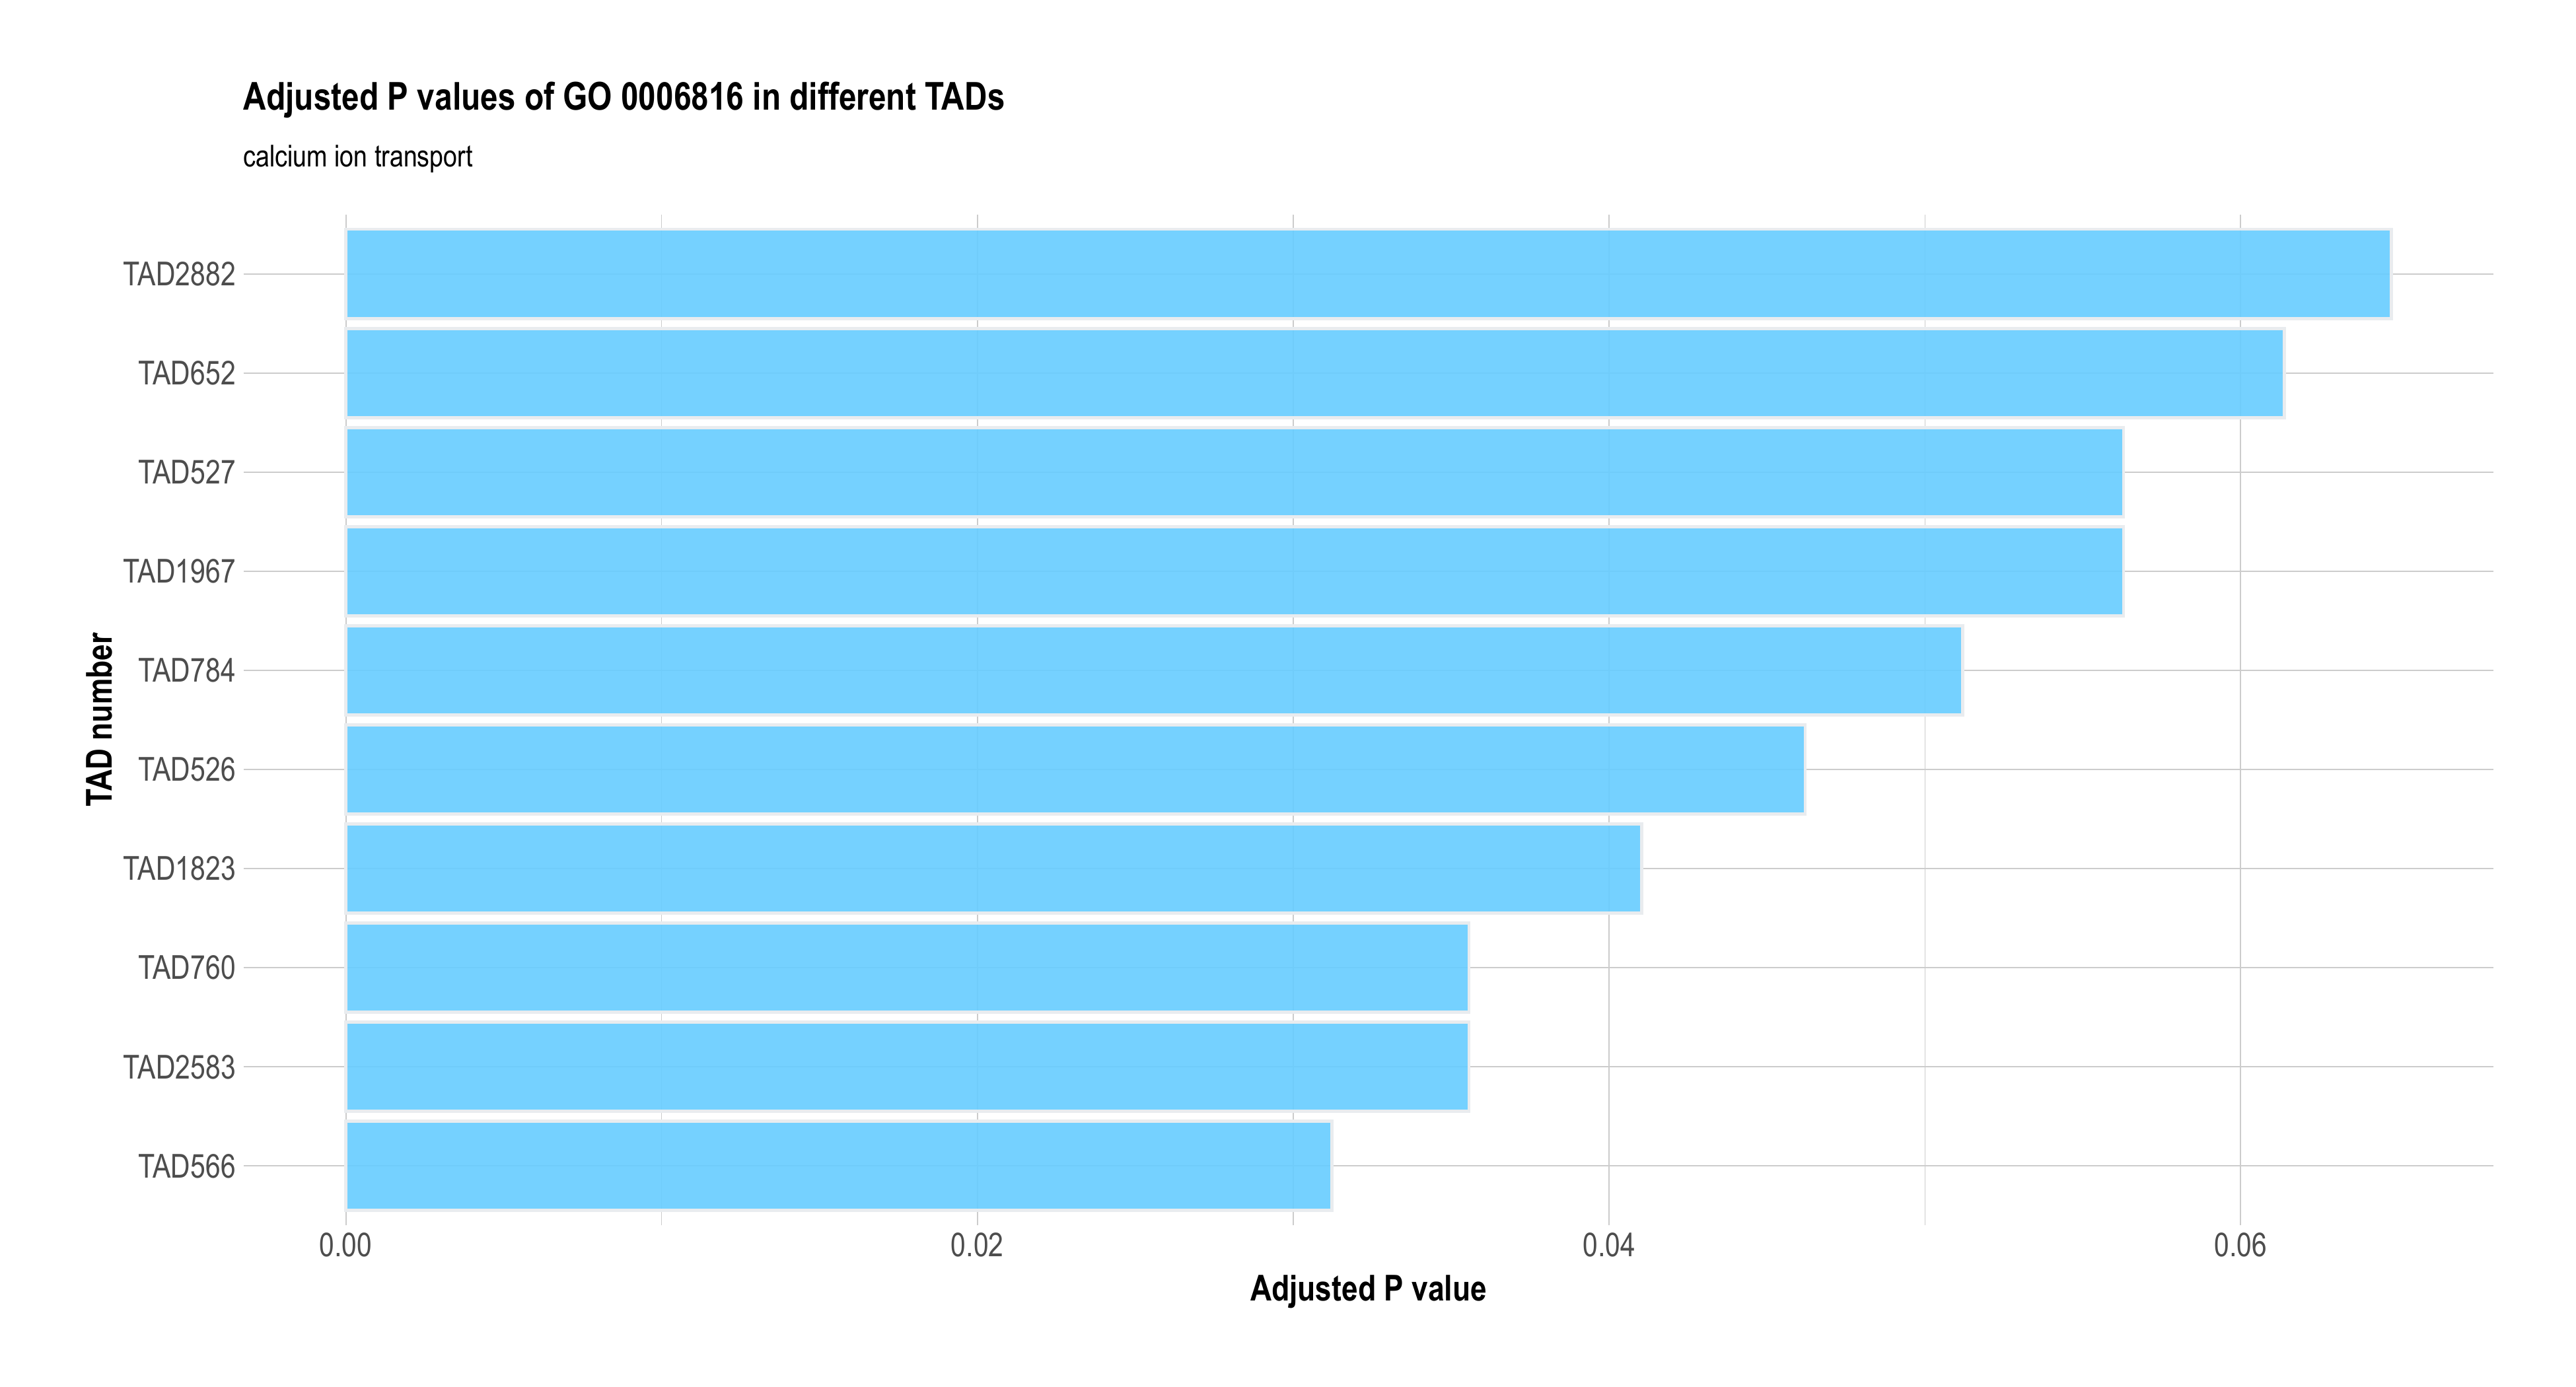 Adjusted P values of GO 0006816 in different TADs
calcium ion transport
TAD number
TAD2882
TAD652
TAD527
TAD1967
TAD784
TAD526
TAD1823
TAD760
TAD2583
TAD566
0.00 0.02 0.04 0.06
Adjusted P value